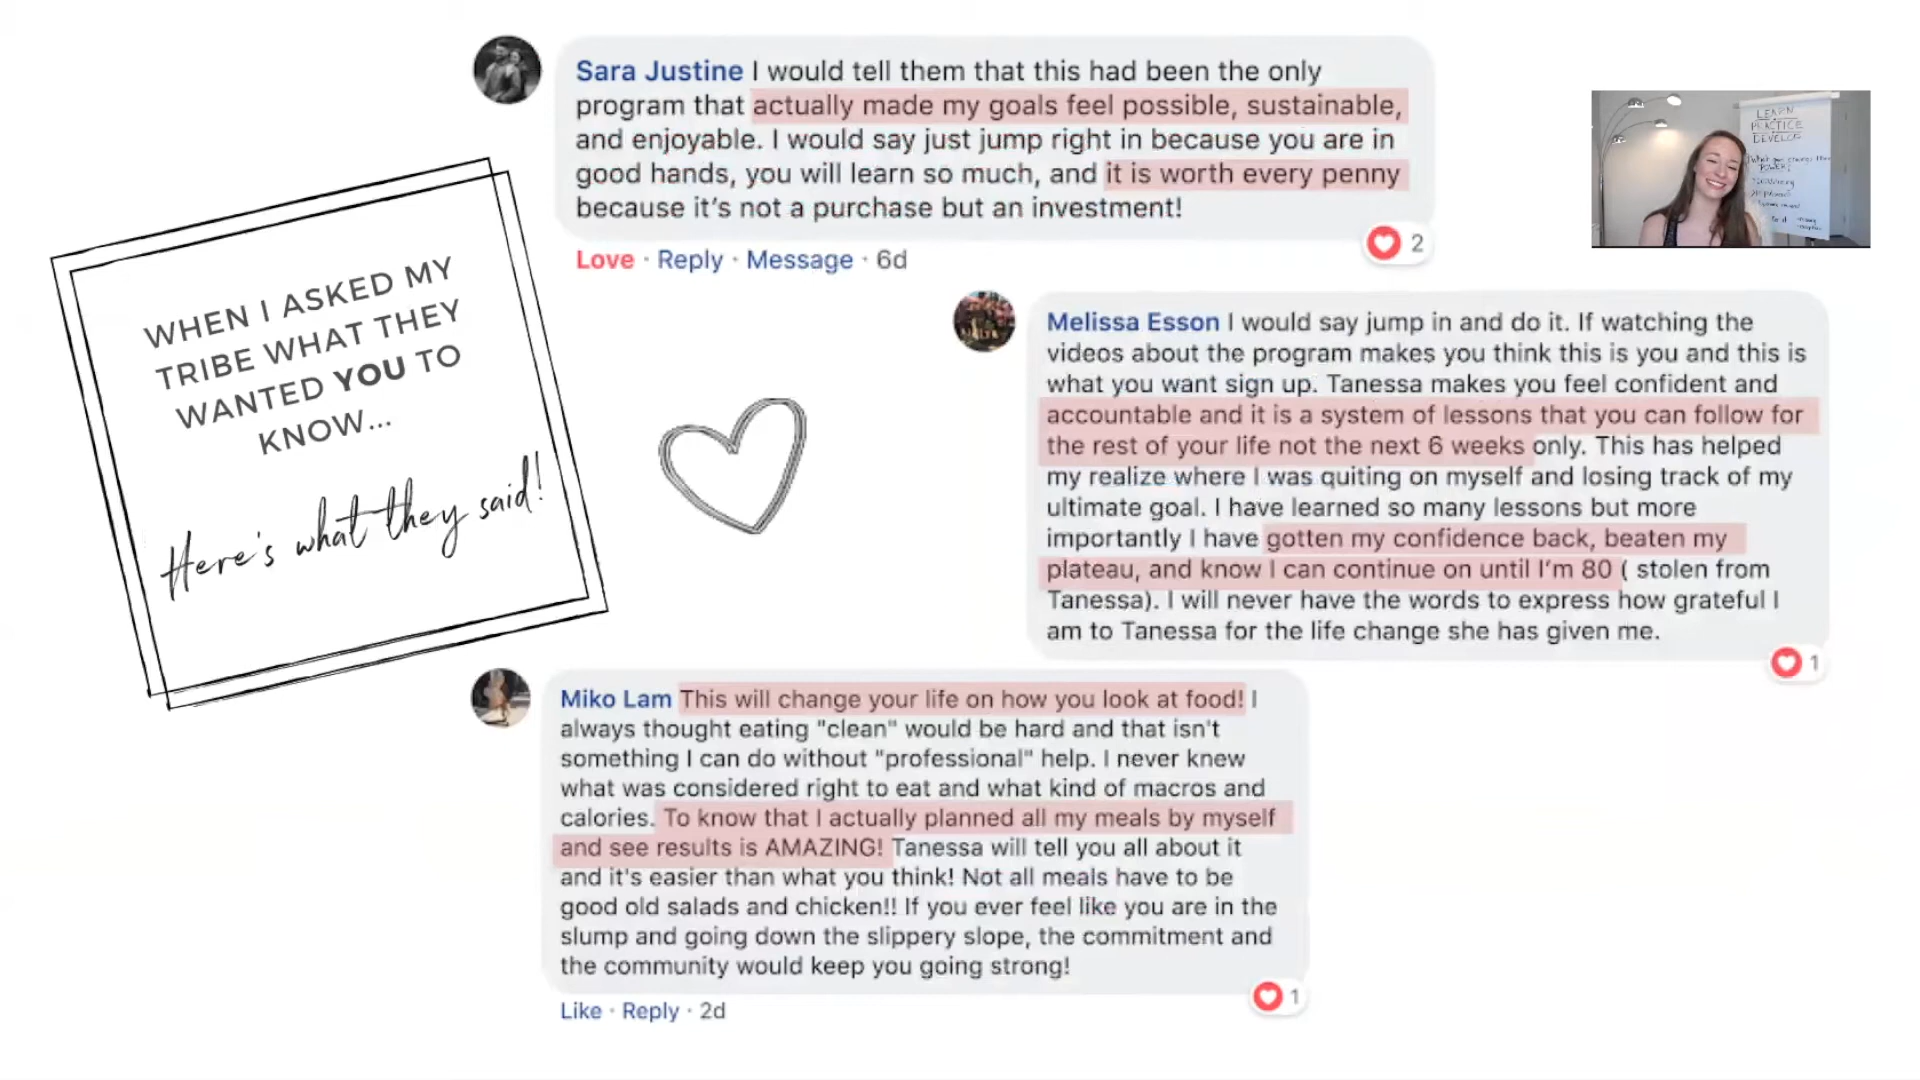 WHEN I ASKED MY
TRIBE WHAT THEY
WANTED YOU TO
KNOW...
Here's what they said!
Sara Justine I would tell them that this had been the only
program that actually made my goals feel possible, sustainable,
and enjoyable. I would say just jump right in because you are in
good hands, you will learn so much, and it is worth every penny
because it's not a purchase but an investment!
2
Love · Reply · Message · 6d
LEARN
PRACTICE
DEVELOP
Melissa Esson I would say jump in and do it. If watching the
videos about the program makes you think this is you and this is
what you want sign up. Tanessa makes you feel confident and
accountable and it is a system of lessons that you can follow for
the rest of your life not the next 6 weeks only. This has helped
my realize where I was quiting on myself and losing track of my
ultimate goal. I have learned so many lessons but more
importantly I have gotten my confidence back, beaten my
plateau, and know I can continue on until I'm 80 ( stolen from
Tanessa). I will never have the words to express how grateful I
am to Tanessa for the life change she has given me.
1
Miko Lam This will change your life on how you look at food! I
always thought eating "clean" would be hard and that isn't
something I can do without "professional" help. I never knew
what was considered right to eat and what kind of macros and
calories. To know that I actually planned all my meals by myself
and see results is AMAZING! Tanessa will tell you all about it
and it's easier than what you think! Not all meals have to be
good old salads and chicken!! If you ever feel like you are in the
slump and going down the slippery slope, the commitment and
the community would keep you going strong!
1
Like · Reply · 2d